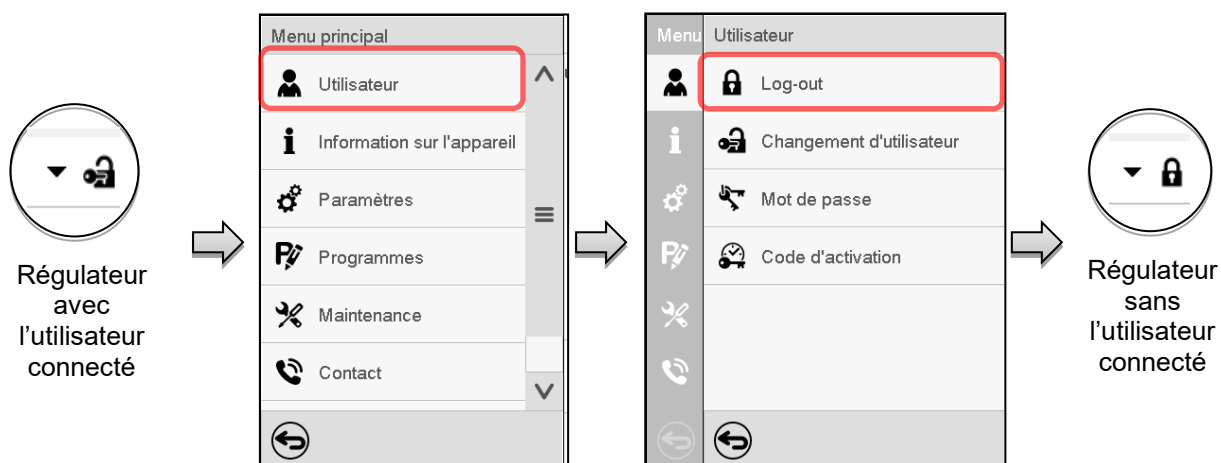 Régulateur
avec
l’utilisateur
connecté
Menu principal
Utilisateur
Information sur l'appareil
Paramètres
Programmes
Maintenance
Contact
Menu
Utilisateur
Log-out
Changement d'utilisateur
Mot de passe
Code d'activation
Régulateur
sans
l’utilisateur
connecté